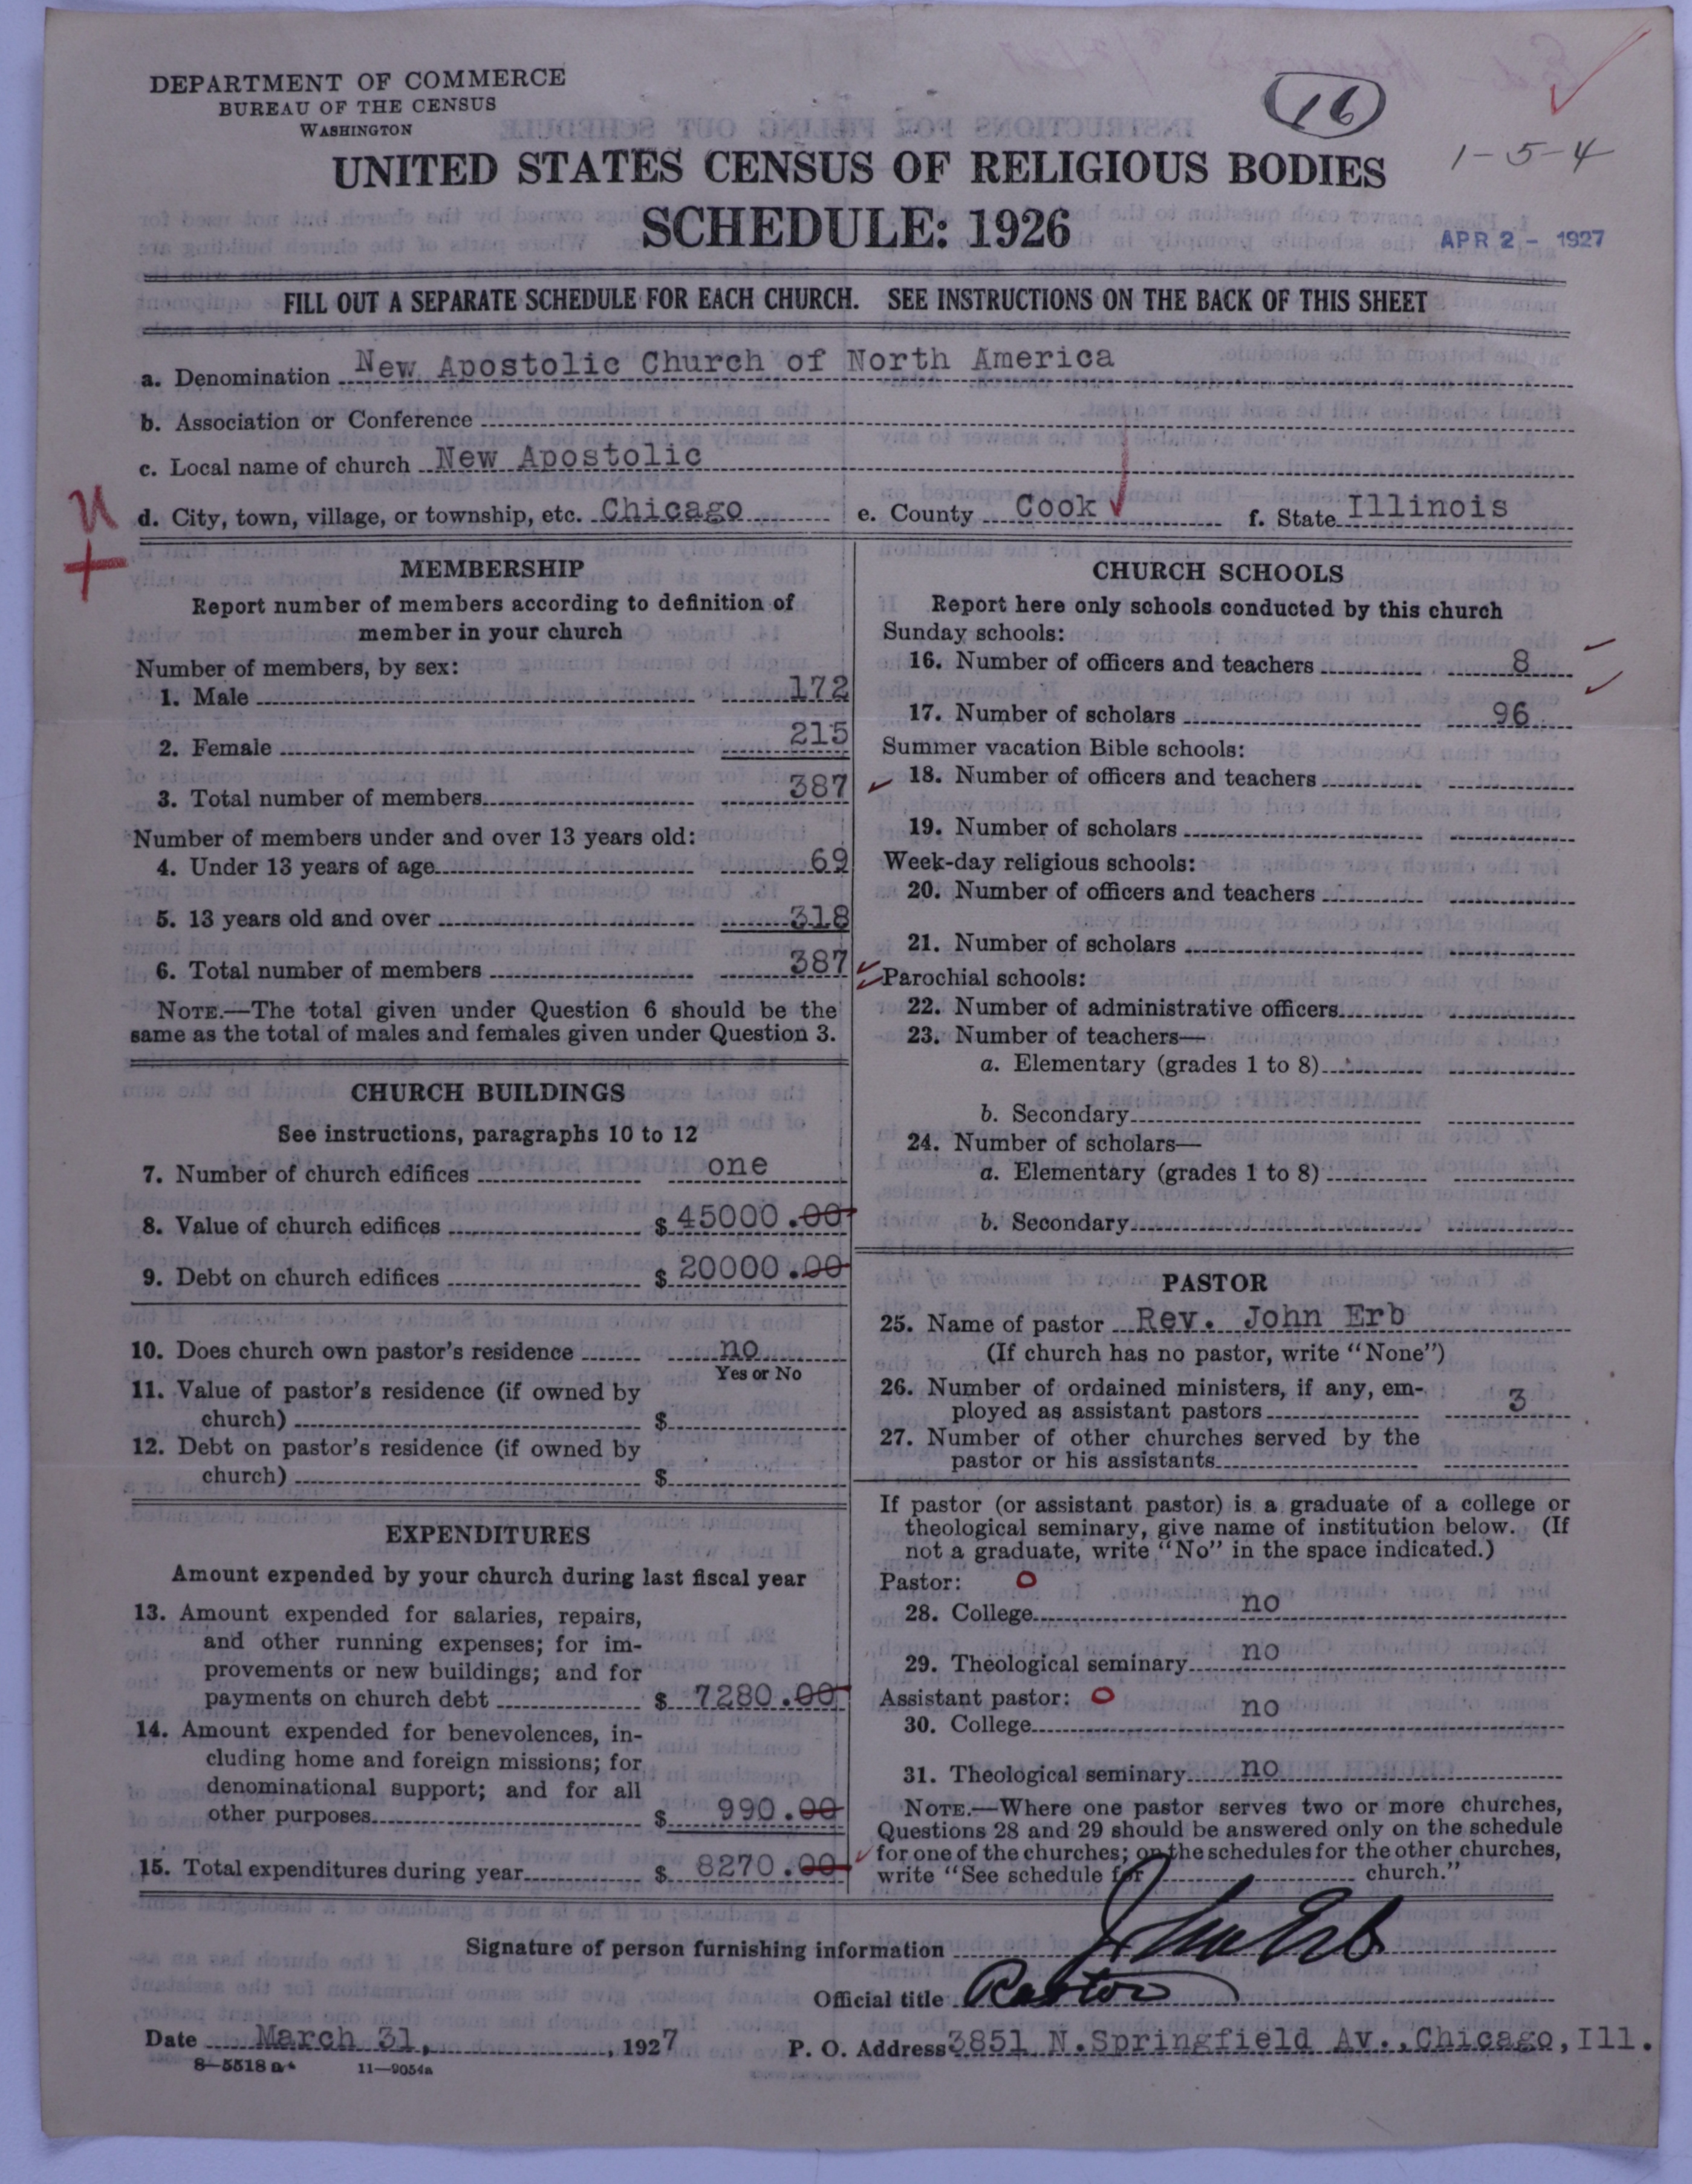 DEPARTMENT OF COMMERCE
BUREAU OF THE CENSUS
WASHINGTON
16
1-5-4
UNITED STATES CENSUS OF RELIGIOUS BODIES
SCHEDULE: 1926
APR 2 - 1927
FILL OUT A SEPARATE SCHEDULE FOR EACH CHURCH. SEE INSTRUCTIONS ON THE BACK OF THIS SHEET
a. Denomination New Apostolic Church of North America
b. Association or Conference
c. Local name of church New Apostolic
d. City, town, village, or township, etc. Chicago e. County Cook f. State Illinois
MEMBERSHIP
Report number of members according to definition of
member in your church
Number of members, by sex:
1. Male 172
2. Female 215
3. Total number of members 387
Number of members under and over 13 years old:
4. Under 13 years of age 69
5. 13 years old and over 318
6. Total number of members 387
NOTE.—The total given under Question 6 should be the
same as the total of males and females given under Question 3.
CHURCH BUILDINGS
See instructions, paragraphs 10 to 12
7. Number of church edifices one
8. Value of church edifices $ 45000.00
9. Debt on church edifices $ 20000.00
10. Does church own pastor's residence no
Yes or No
11. Value of pastor's residence (if owned by
church) $
12. Debt on pastor's residence (if owned by
church) $
EXPENDITURES
Amount expended by your church during last fiscal year
13. Amount expended for salaries, repairs,
and other running expenses; for im-
provements or new buildings; and for
payments on church debt $ 7280.00
14. Amount expended for benevolences, in-
cluding home and foreign missions; for
denominational support; and for all
other purposes $ 990.00
15. Total expenditures during year $ 8270.00
CHURCH SCHOOLS
Report here only schools conducted by this church
Sunday schools:
16. Number of officers and teachers 8
17. Number of scholars 96
Summer vacation Bible schools:
18. Number of officers and teachers
19. Number of scholars
Week-day religious schools:
20. Number of officers and teachers
21. Number of scholars
Parochial schools:
22. Number of administrative officers
23. Number of teachers—
a. Elementary (grades 1 to 8)
b. Secondary
24. Number of scholars—
a. Elementary (grades 1 to 8)
b. Secondary
PASTOR
25. Name of pastor Rev. John Erb
(If church has no pastor, write "None")
26. Number of ordained ministers, if any, em-
ployed as assistant pastors 3
27. Number of other churches served by the
pastor or his assistants
If pastor (or assistant pastor) is a graduate of a college or
theological seminary, give name of institution below. (If
not a graduate, write "No" in the space indicated.)
Pastor: O
28. College no
29. Theological seminary no
Assistant pastor: O
30. College no
31. Theological seminary no
NOTE.—Where one pastor serves two or more churches,
Questions 28 and 29 should be answered only on the schedule
for one of the churches; on the schedules for the other churches,
write "See schedule for church."
Signature of person furnishing information John Erb
Official title Pastor
Date March 31, 1927 P. O. Address 3851 N.Springfield Av.,Chicago,Ill.
8-5518a 11—9054a